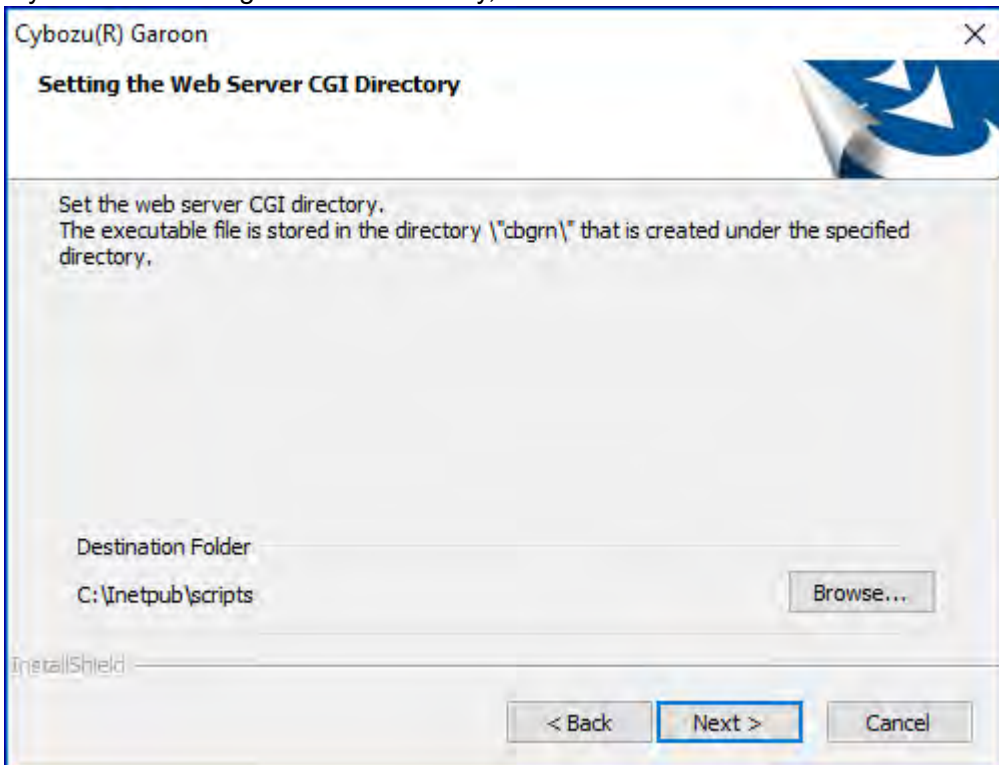 Cybozu(R) Garoon
Setting the Web Server CGI Directory
Set the web server CGI directory.
The executable file is stored in the directory \"cbgrn\" that is created under the specified
directory.
Destination Folder
C:\Inetpub\scripts
Browse...
InstallShield
< Back
Next >
Cancel